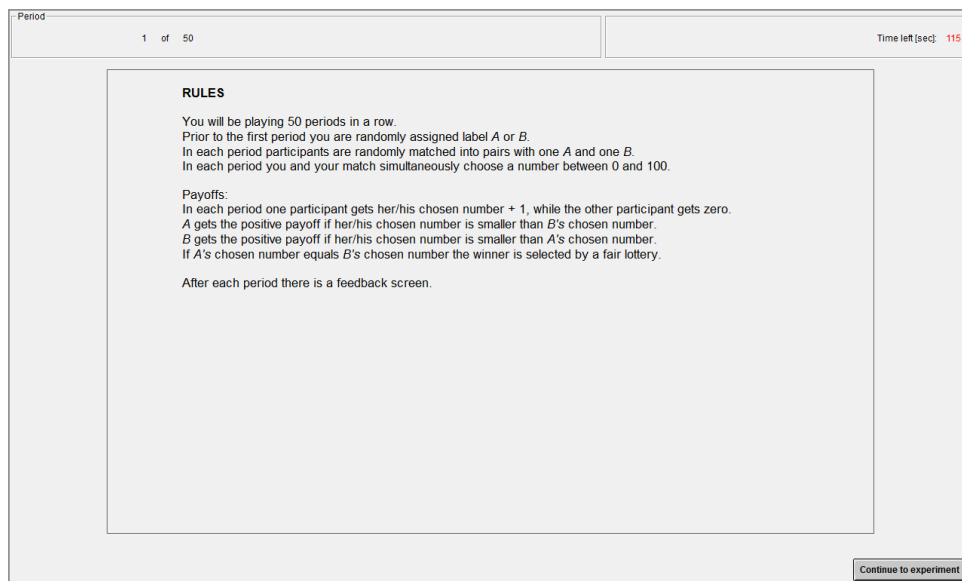 Period
1 of 50
Time left [sec]: 115
RULES
You will be playing 50 periods in a row.
Prior to the first period you are randomly assigned label A or B.
In each period participants are randomly matched into pairs with one A and one B.
In each period you and your match simultaneously choose a number between 0 and 100.
Payoffs:
In each period one participant gets her/his chosen number + 1, while the other participant gets zero.
A gets the positive payoff if her/his chosen number is smaller than B's chosen number.
B gets the positive payoff if her/his chosen number is smaller than A's chosen number.
If A's chosen number equals B's chosen number the winner is selected by a fair lottery.
After each period there is a feedback screen.
Continue to experiment